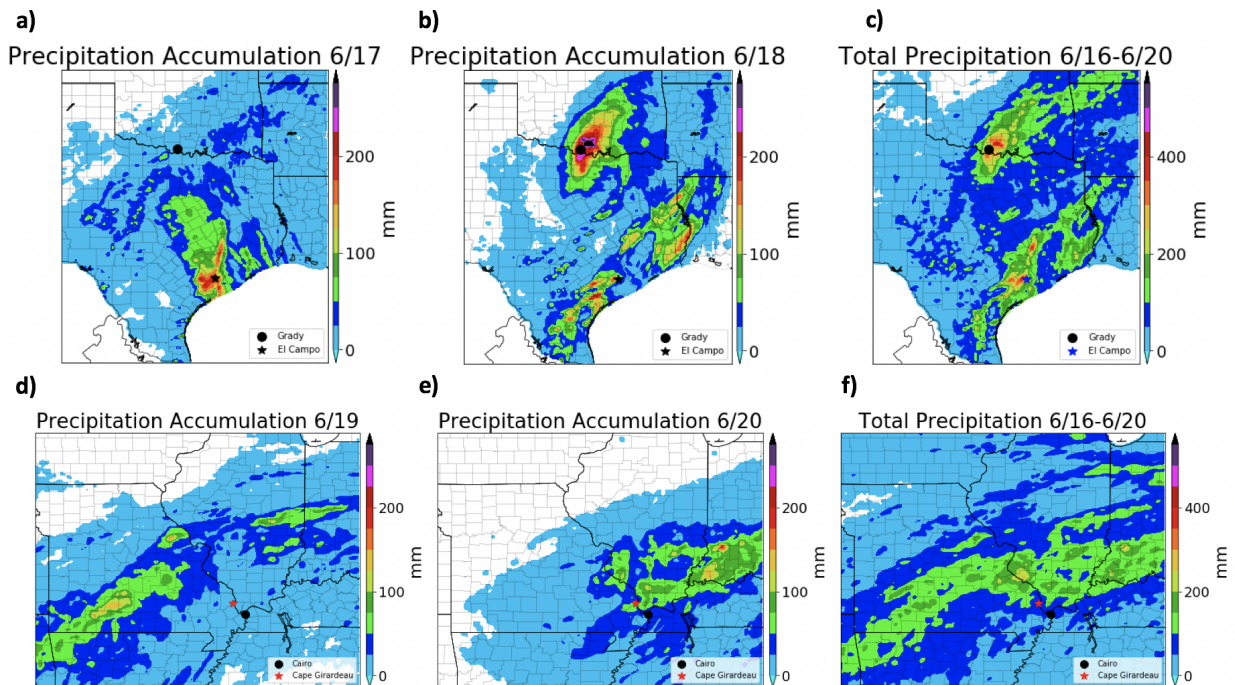 a)
b)
c)
Precipitation Accumulation 6/17
Precipitation Accumulation 6/18
Total Precipitation 6/16-6/20
200
100
0
mm
Grady
El Campo
200
100
0
mm
Grady
El Campo
400
200
0
mm
Grady
El Campo
d)
e)
f)
Precipitation Accumulation 6/19
Precipitation Accumulation 6/20
Total Precipitation 6/16-6/20
200
100
0
mm
Cairo
Cape Girardeau
200
100
0
mm
Cairo
Cape Girardeau
400
200
0
mm
Cairo
Cape Girardeau